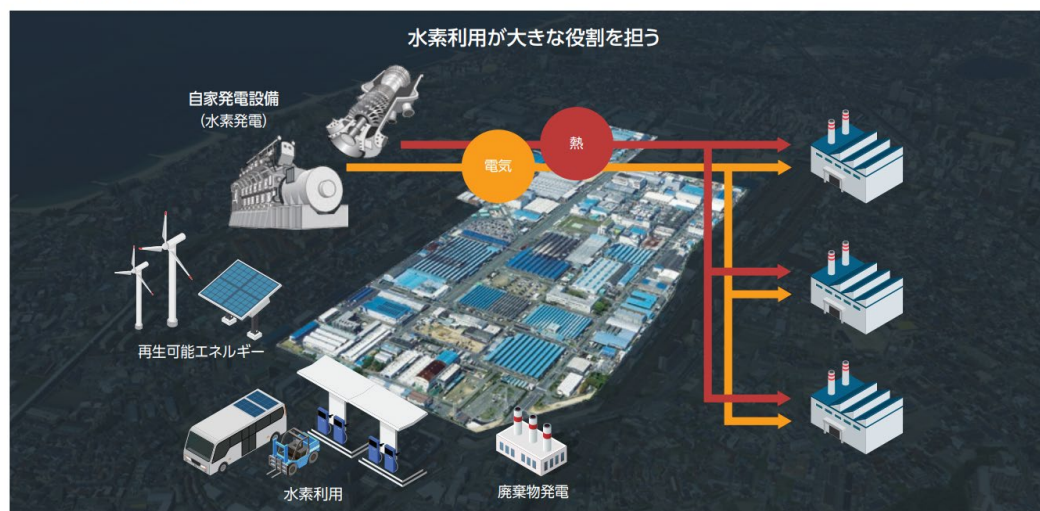 水素利用が大きな役割を担う
自家発電設備
(水素発電)
熱
電気
再生可能エネルギー
水素利用
廃棄物発電